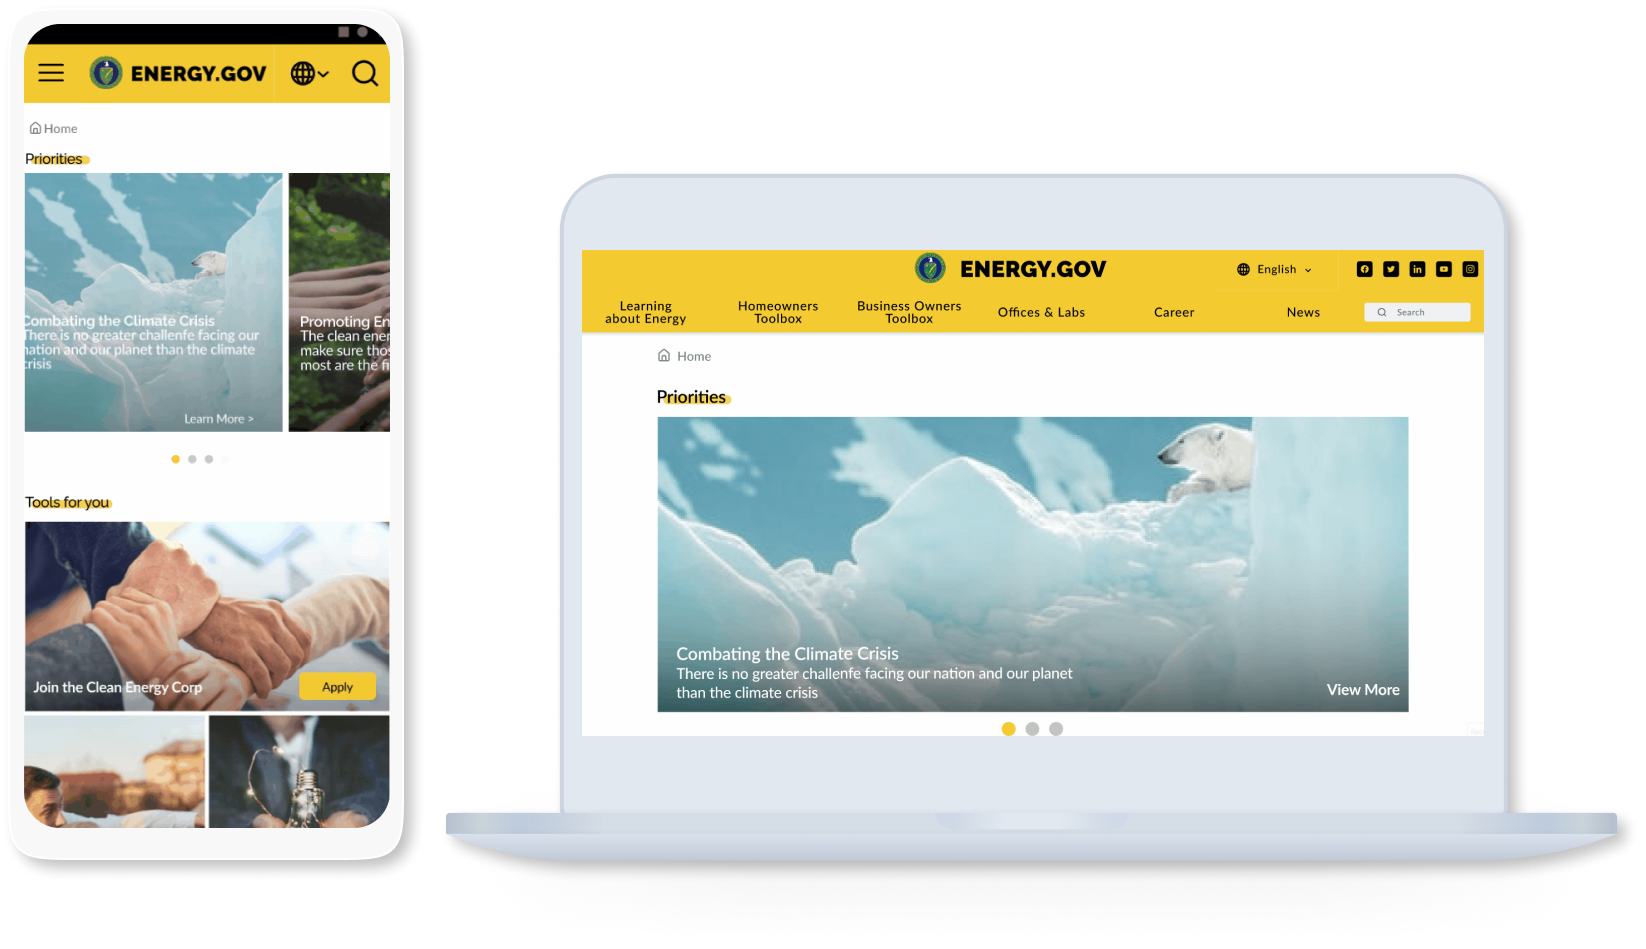 ENERGY.GOV
Home
Priorities
Combating the Climate Crisis
There is no greater challenfe facing our
nation and our planet than the climate
crisis
Learn More >
Promoting En
The clean ener
make sure thos
most are the fi
Tools for you
Join the Clean Energy Corp
Apply
ENERGY.GOV
English
Learning
about Energy
Homeowners
Toolbox
Business Owners
Toolbox
Offices & Labs
Career
News
Search
Home
Priorities
Combating the Climate Crisis
There is no greater challenfe facing our nation and our planet
than the climate crisis
View More